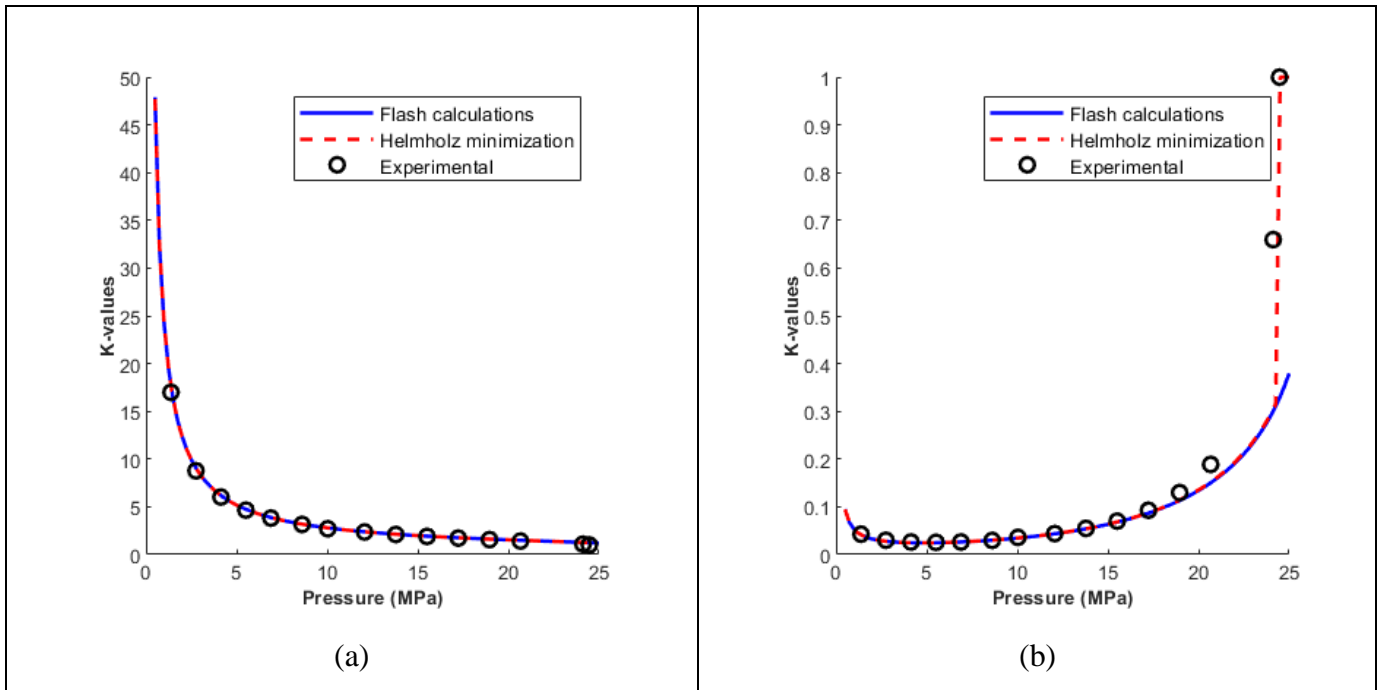 50
45
40
35
30
25
20
15
10
5
0
K-values
0 5 10 15 20 25
Pressure (MPa)
Flash calculations
Helmholz minimization
Experimental
(a)
1
0.9
0.8
0.7
0.6
0.5
0.4
0.3
0.2
0.1
0
K-values
0 5 10 15 20 25
Pressure (MPa)
Flash calculations
Helmholz minimization
Experimental
(b)